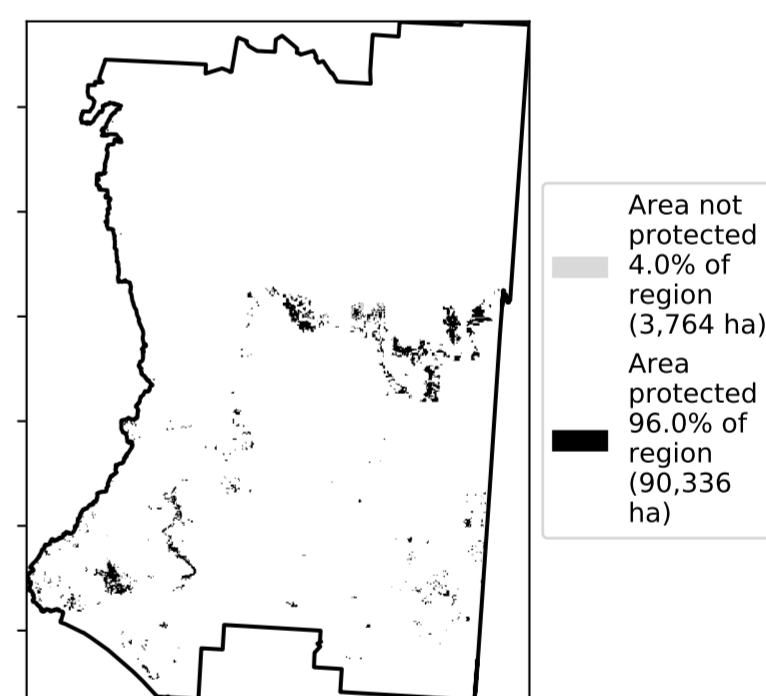 Area not
protected
4.0% of
region
(3,764 ha)
Area
protected
96.0% of
region
(90,336
ha)